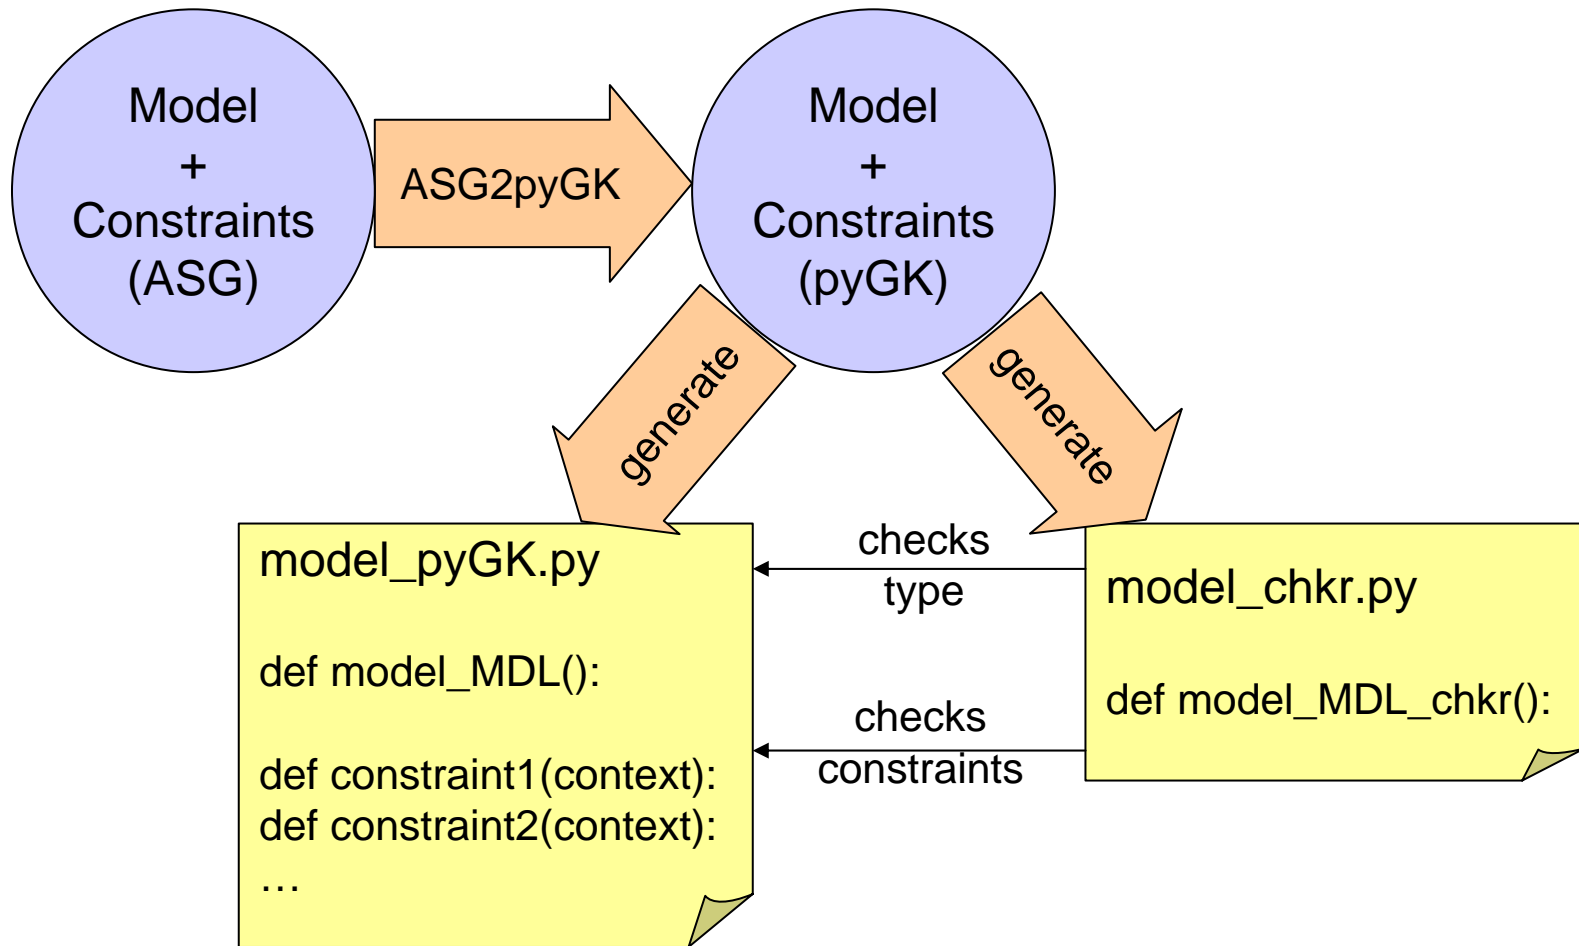 Model
+
Constraints
(ASG)
ASG2pyGK
Model
+
Constraints
(pyGK)
generate
generate
model_pyGK.py
def model_MDL():
def constraint1(context):
def constraint2(context):
…
checks
type
checks
constraints
model_chkr.py
def model_MDL_chkr():